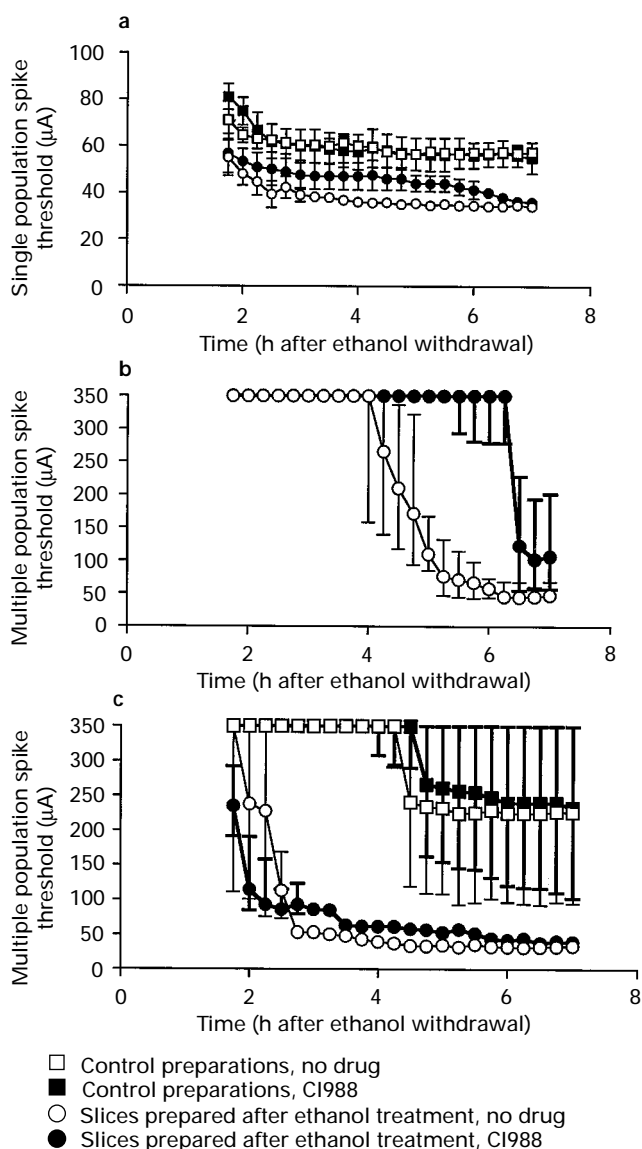 a
100
80
60
40
20
0
Single population spike
threshold (µA)
0 2 4 6 8
Time (h after ethanol withdrawal)
b
350
300
250
200
150
100
50
0
Multiple population spike
threshold (µA)
0 2 4 6 8
Time (h after ethanol withdrawal)
c
350
300
250
200
150
100
50
0
Multiple population spike
threshold (µA)
0 2 4 6 8
Time (h after ethanol withdrawal)
Control preparations, no drug
Control preparations, CI988
Slices prepared after ethanol treatment, no drug
Slices prepared after ethanol treatment, CI988